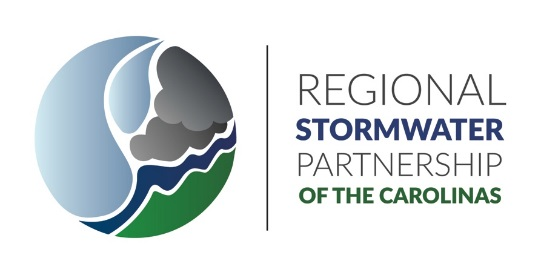 REGIONAL
STORMWATER
PARTNERSHIP
OF THE CAROLINAS